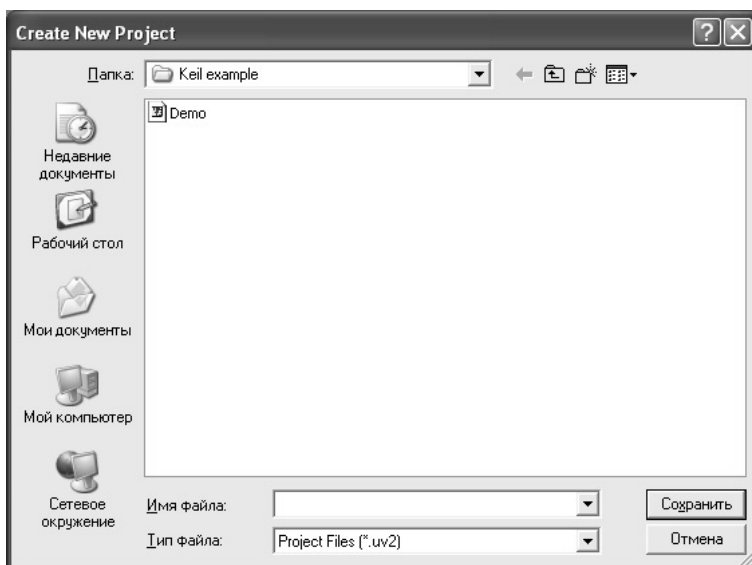 Create New Project
Папка: Keil example
Demo
Недавние
документы
Рабочий стол
Мои документы
Мой компьютер
Сетевое
окружение
Имя файла:
Сохранить
Тип файла: Project Files (*.uv2)
Отмена